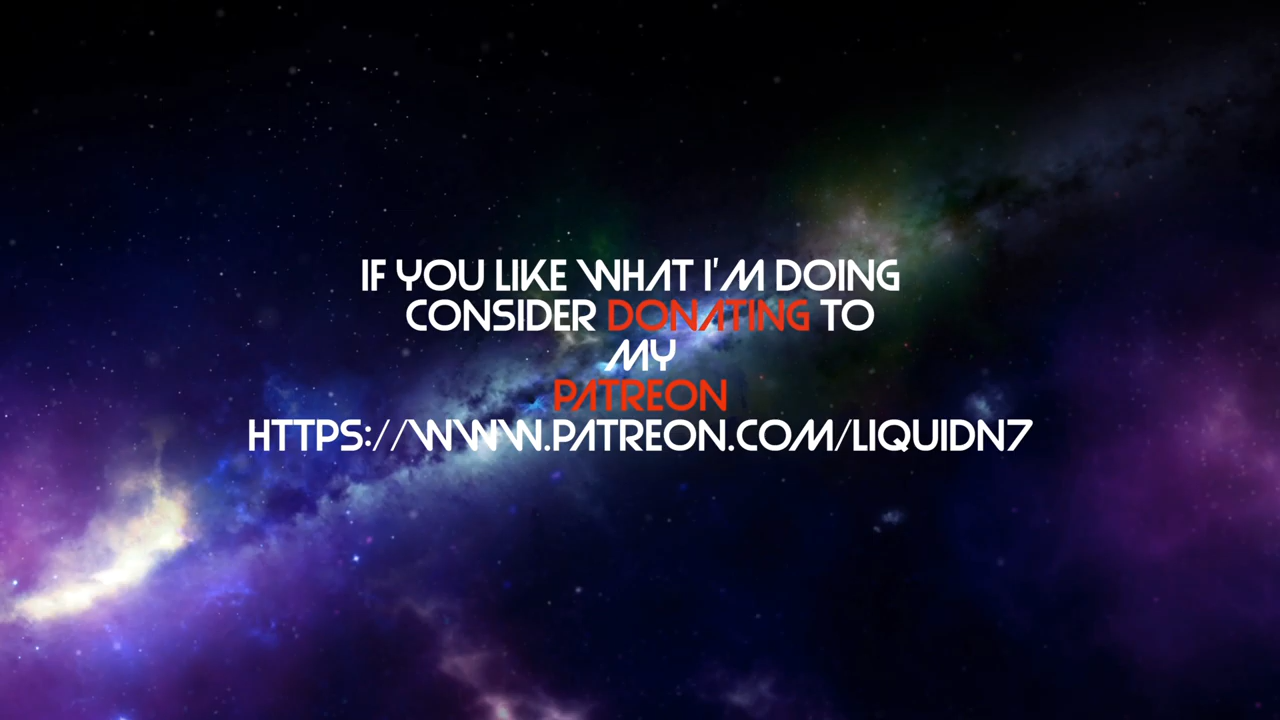 IF YOU LIKE WHAT I'M DOING
CONSIDER DONATING TO
MY
PATREON
HTTPS://WWW.PATREON.COM/LIQUIDN7